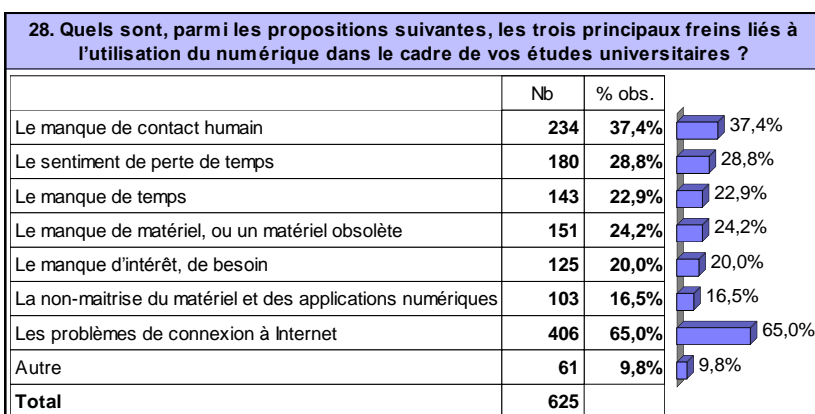 28. Quels sont, parmi les propositions suivantes, les trois principaux freins liés à
l'utilisation du numérique dans le cadre de vos études universitaires ?
Nb % obs.
Le manque de contact humain 234 37,4% 37,4%
Le sentiment de perte de temps 180 28,8% 28,8%
Le manque de temps 143 22,9% 22,9%
Le manque de matériel, ou un matériel obsolète 151 24,2% 24,2%
Le manque d'intérêt, de besoin 125 20,0% 20,0%
La non-maitrise du matériel et des applications numériques 103 16,5% 16,5%
Les problèmes de connexion à Internet 406 65,0% 65,0%
Autre 61 9,8% 9,8%
Total 625